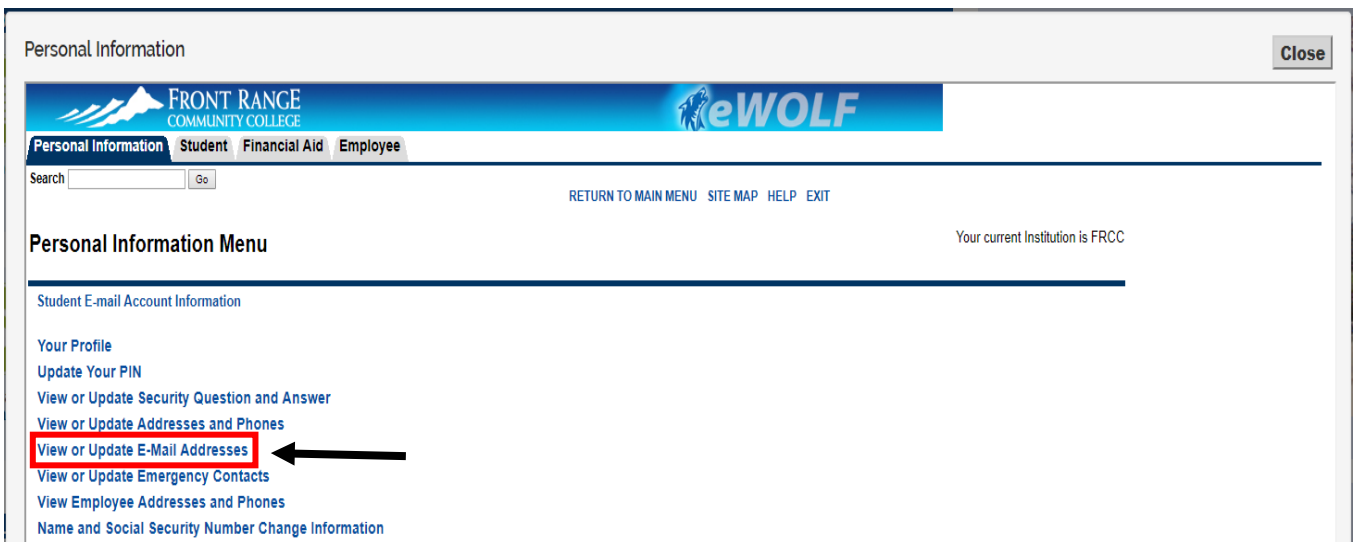 Personal Information
Close
FRONT RANGE
COMMUNITY COLLEGE
eWOLF
Personal Information Student Financial Aid Employee
Search Go
RETURN TO MAIN MENU SITE MAP HELP EXIT
Personal Information Menu
Your current Institution is FRCC
Student E-mail Account Information
Your Profile
Update Your PIN
View or Update Security Question and Answer
View or Update Addresses and Phones
View or Update E-Mail Addresses
View or Update Emergency Contacts
View Employee Addresses and Phones
Name and Social Security Number Change Information